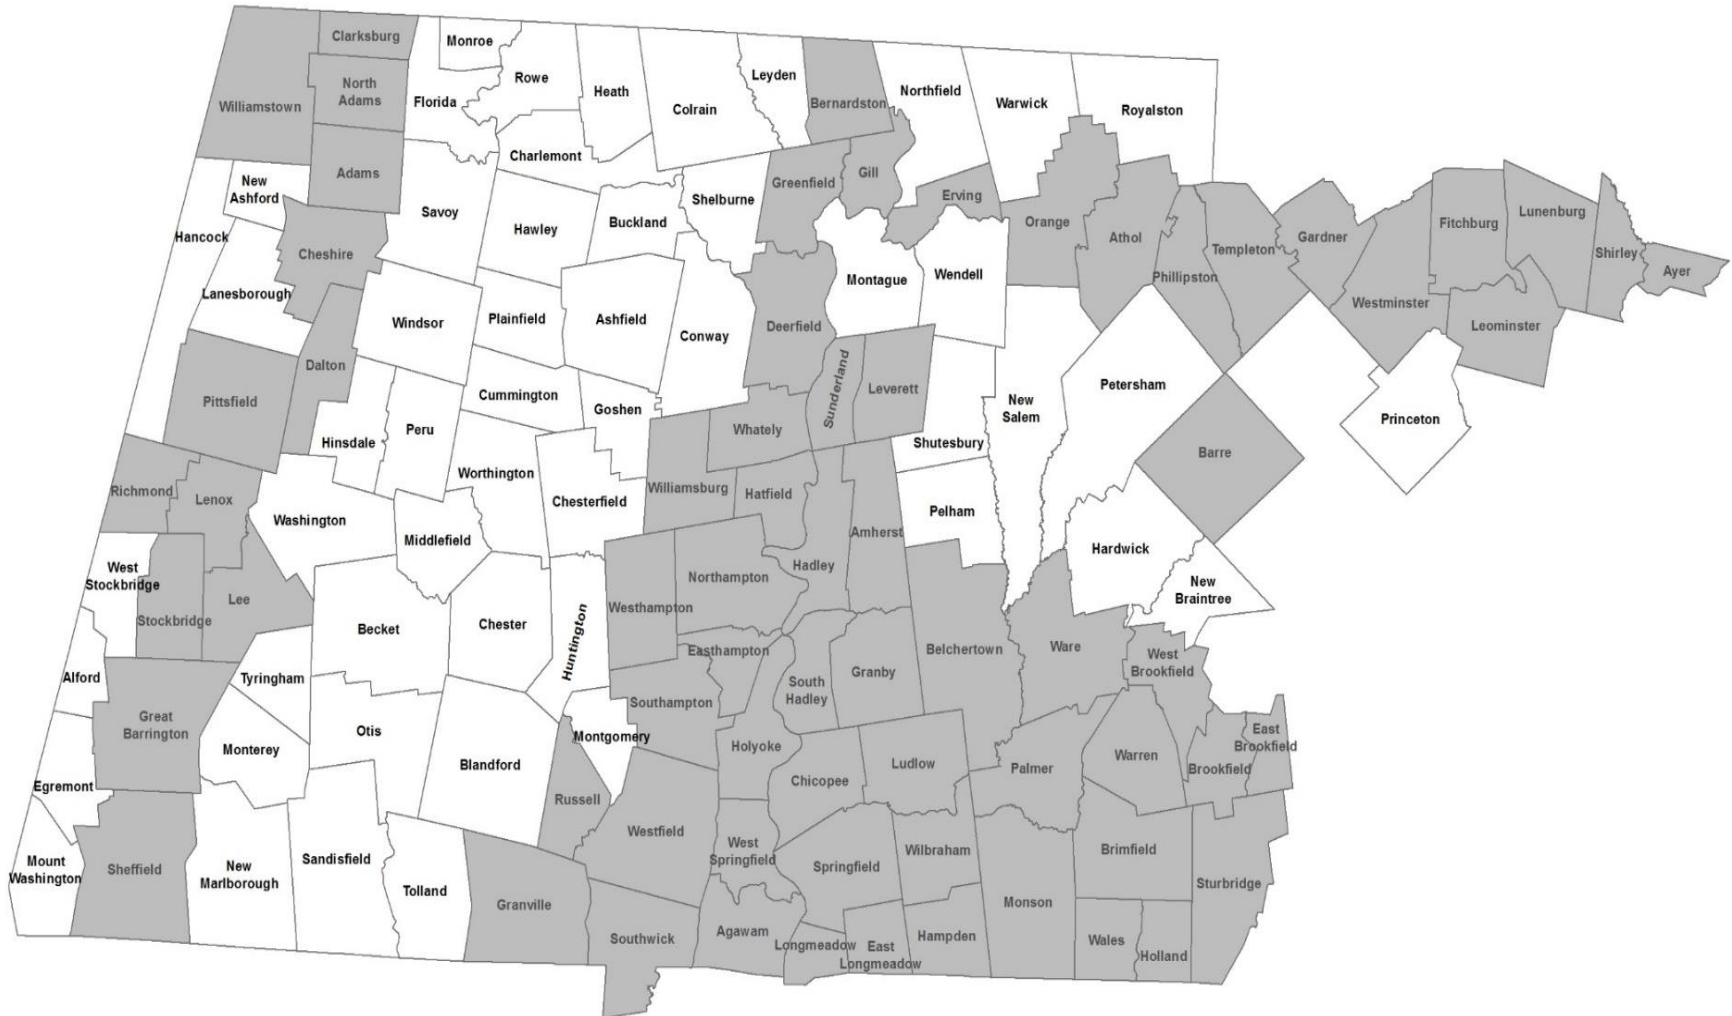 Clarksburg
Monroe
Williamstown
North
Adams
Florida
Rowe
Heath
Colrain
Leyden
Bernardston
Northfield
Warwick
Royalston
Adams
Charlemont
New
Ashford
Savoy
Hawley
Buckland
Shelburne
Greenfield
Gill
Erving
Orange
Athol
Phillipston
Templeton
Gardner
Westminster
Fitchburg
Lunenburg
Shirley
Ayer
Leominster
Hancock
Cheshire
Lanesborough
Windsor
Plainfield
Ashfield
Conway
Deerfield
Montague
Wendell
Dalton
Pittsfield
Hinsdale
Peru
Cummington
Goshen
Whately
Sunderland
Leverett
Shutesbury
New
Salem
Petersham
Princeton
Barre
Richmond
Lenox
Washington
Middlefield
Worthington
Chesterfield
Williamsburg
Hatfield
Amherst
Pelham
Hardwick
New
Braintree
West
Stockbridge
Stockbridge
Lee
Becket
Chester
Huntington
Westhampton
Northampton
Hadley
Easthampton
South
Hadley
Granby
Belchertown
Ware
West
Brookfield
Alford
Great
Barrington
Tyringham
Monterey
Otis
Blandford
Montgomery
Southampton
Holyoke
Chicopee
Ludlow
Palmer
Warren
Brookfield
East
Brookfield
Egremont
Russell
Westfield
West
Springfield
Springfield
Wilbraham
Brimfield
Sturbridge
Mount
Washington
Sheffield
New
Marlborough
Sandisfield
Tolland
Granville
Southwick
Agawam
Longmeadow
East
Longmeadow
Hampden
Monson
Wales
Holland